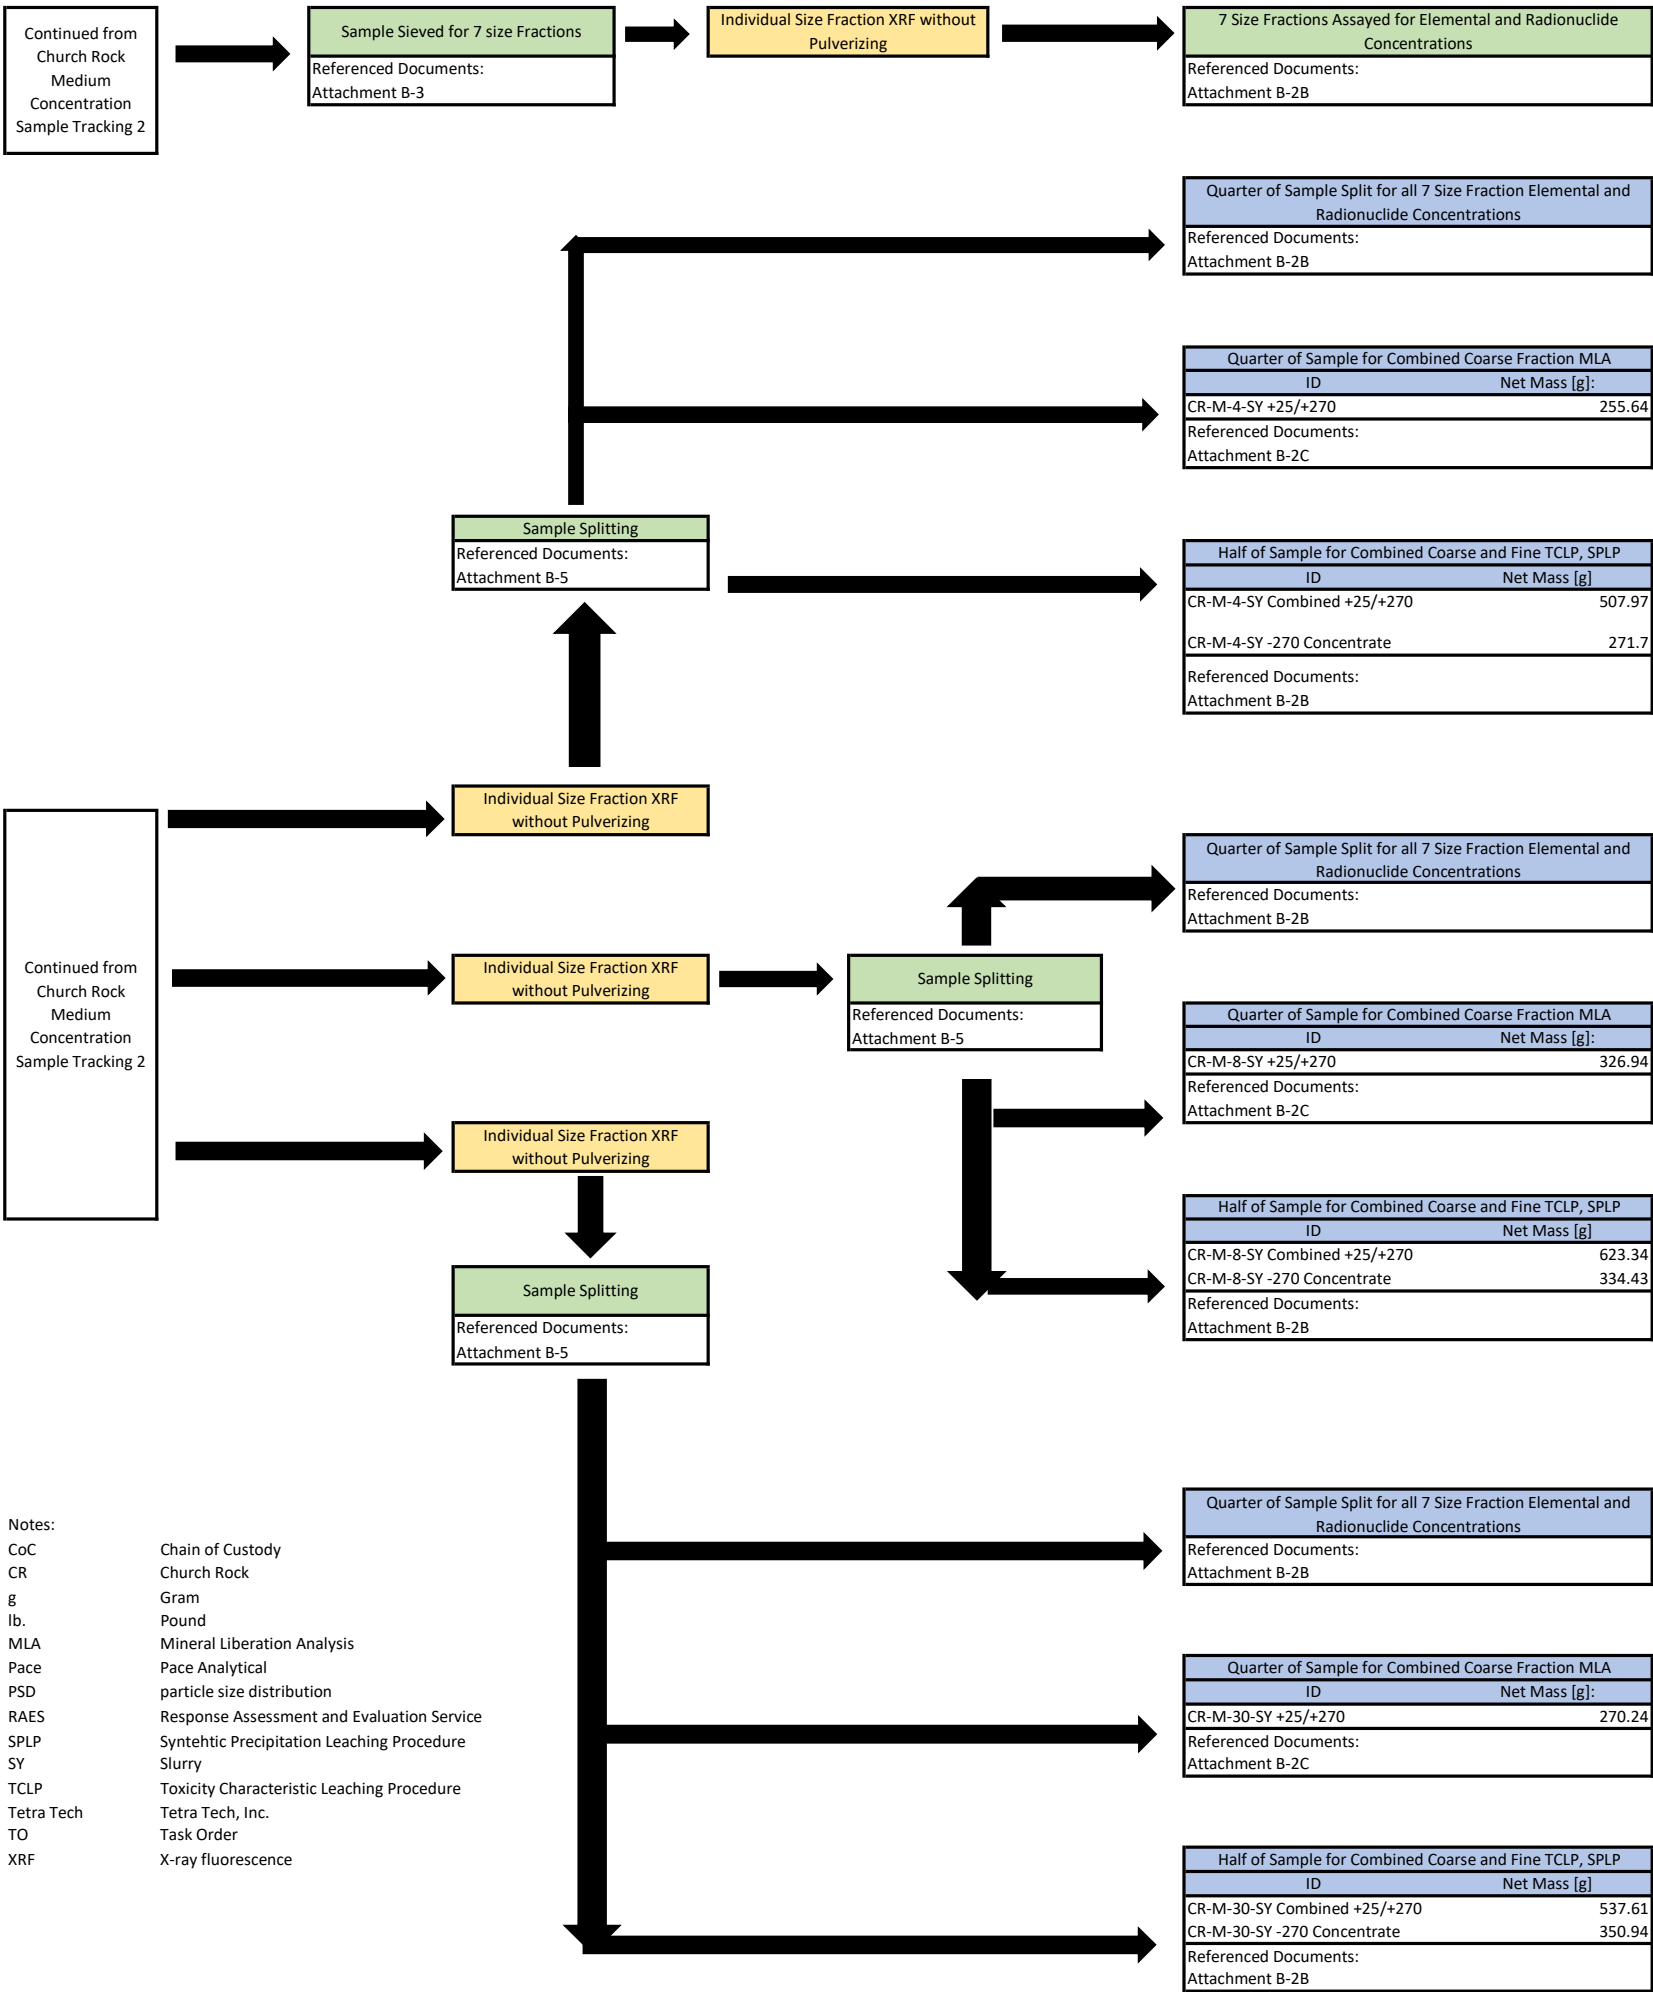 Continued from
Church Rock
Medium
Concentration
Sample Tracking 2
Sample Sieved for 7 size Fractions
Referenced Documents:
Attachment B-3
Individual Size Fraction XRF without
Pulverizing
7 Size Fractions Assayed for Elemental and Radionuclide
Concentrations
Referenced Documents:
Attachment B-2B
Quarter of Sample Split for all 7 Size Fraction Elemental and
Radionuclide Concentrations
Referenced Documents:
Attachment B-2B
Quarter of Sample for Combined Coarse Fraction MLA
ID Net Mass [g]:
CR-M-4-SY +25/+270 255.64
Referenced Documents:
Attachment B-2C
Sample Splitting
Referenced Documents:
Attachment B-5
Half of Sample for Combined Coarse and Fine TCLP, SPLP
ID Net Mass [g]
CR-M-4-SY Combined +25/+270 507.97
CR-M-4-SY -270 Concentrate 271.7
Referenced Documents:
Attachment B-2B
Individual Size Fraction XRF
without Pulverizing
Continued from
Church Rock
Medium
Concentration
Sample Tracking 2
Quarter of Sample Split for all 7 Size Fraction Elemental and
Radionuclide Concentrations
Referenced Documents:
Attachment B-2B
Individual Size Fraction XRF
without Pulverizing
Sample Splitting
Referenced Documents:
Attachment B-5
Quarter of Sample for Combined Coarse Fraction MLA
ID Net Mass [g]:
CR-M-8-SY +25/+270 326.94
Referenced Documents:
Attachment B-2C
Individual Size Fraction XRF
without Pulverizing
Half of Sample for Combined Coarse and Fine TCLP, SPLP
ID Net Mass [g]
CR-M-8-SY Combined +25/+270 623.34
CR-M-8-SY -270 Concentrate 334.43
Referenced Documents:
Attachment B-2B
Sample Splitting
Referenced Documents:
Attachment B-5
Quarter of Sample Split for all 7 Size Fraction Elemental and
Radionuclide Concentrations
Referenced Documents:
Attachment B-2B
Quarter of Sample for Combined Coarse Fraction MLA
ID Net Mass [g]:
CR-M-30-SY +25/+270 270.24
Referenced Documents:
Attachment B-2C
Half of Sample for Combined Coarse and Fine TCLP, SPLP
ID Net Mass [g]
CR-M-30-SY Combined +25/+270 537.61
CR-M-30-SY -270 Concentrate 350.94
Referenced Documents:
Attachment B-2B
Notes:
CoC Chain of Custody
CR Church Rock
g Gram
lb. Pound
MLA Mineral Liberation Analysis
Pace Pace Analytical
PSD particle size distribution
RAES Response Assessment and Evaluation Service
SPLP Syntehtic Precipitation Leaching Procedure
SY Slurry
TCLP Toxicity Characteristic Leaching Procedure
Tetra Tech Tetra Tech, Inc.
TO Task Order
XRF X-ray fluorescence